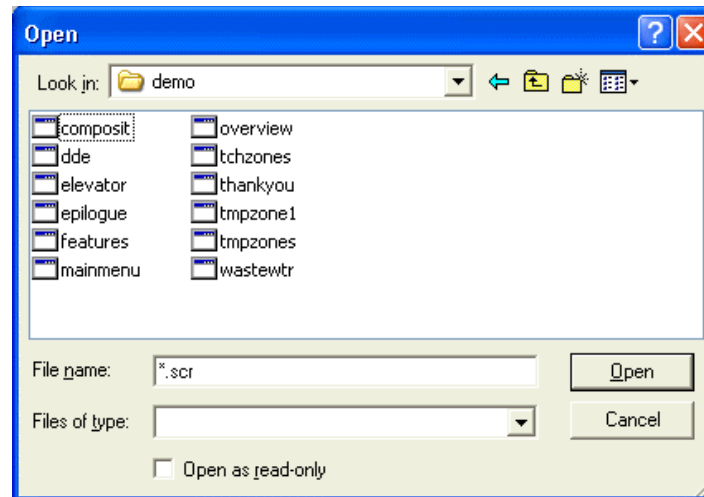 Open
Look in: demo
composit overview
dde tchzones
elevator thankyou
epilogue tmpzone1
features tmpzones
mainmenu wastewtr
File name: *.scr Open
Files of type: Cancel
Open as read-only